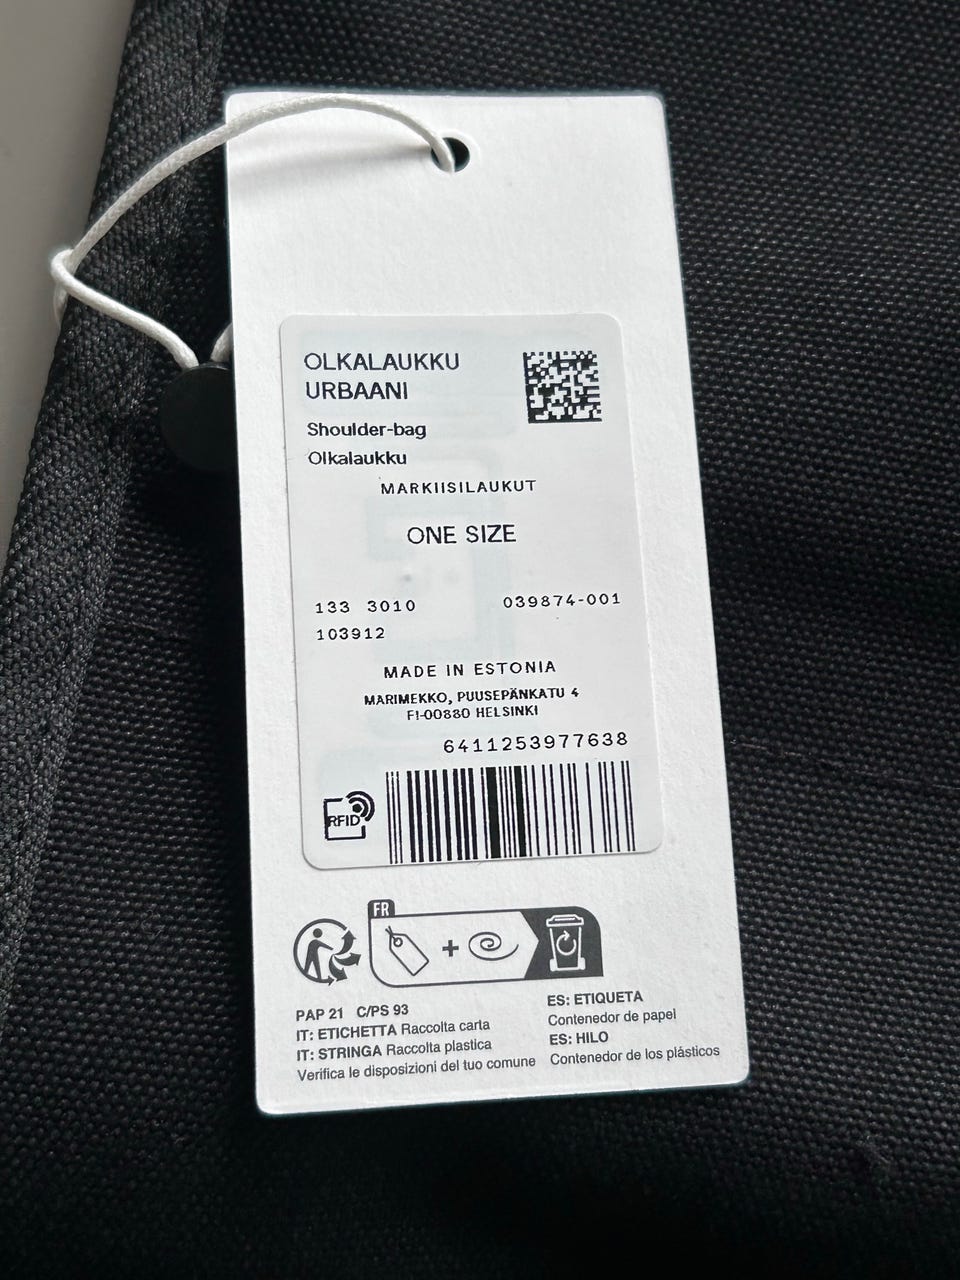 OLKALAUKKU
URBAANI
Shoulder-bag
Olkalaukku
MARKIISILAUKUT
ONE SIZE
133 3010 039874-001
103912
MADE IN ESTONIA
MARIMEKKO, PUUSEPÄNKATU 4
FI-00880 HELSINKI
6411253977638
RFID
FR
PAP 21 C/PS 93
IT: ETICHETTA Raccolta carta
IT: STRINGA Raccolta plastica
Verifica le disposizioni del tuo comune
ES: ETIQUETA
Contenedor de papel
ES: HILO
Contenedor de los plásticos